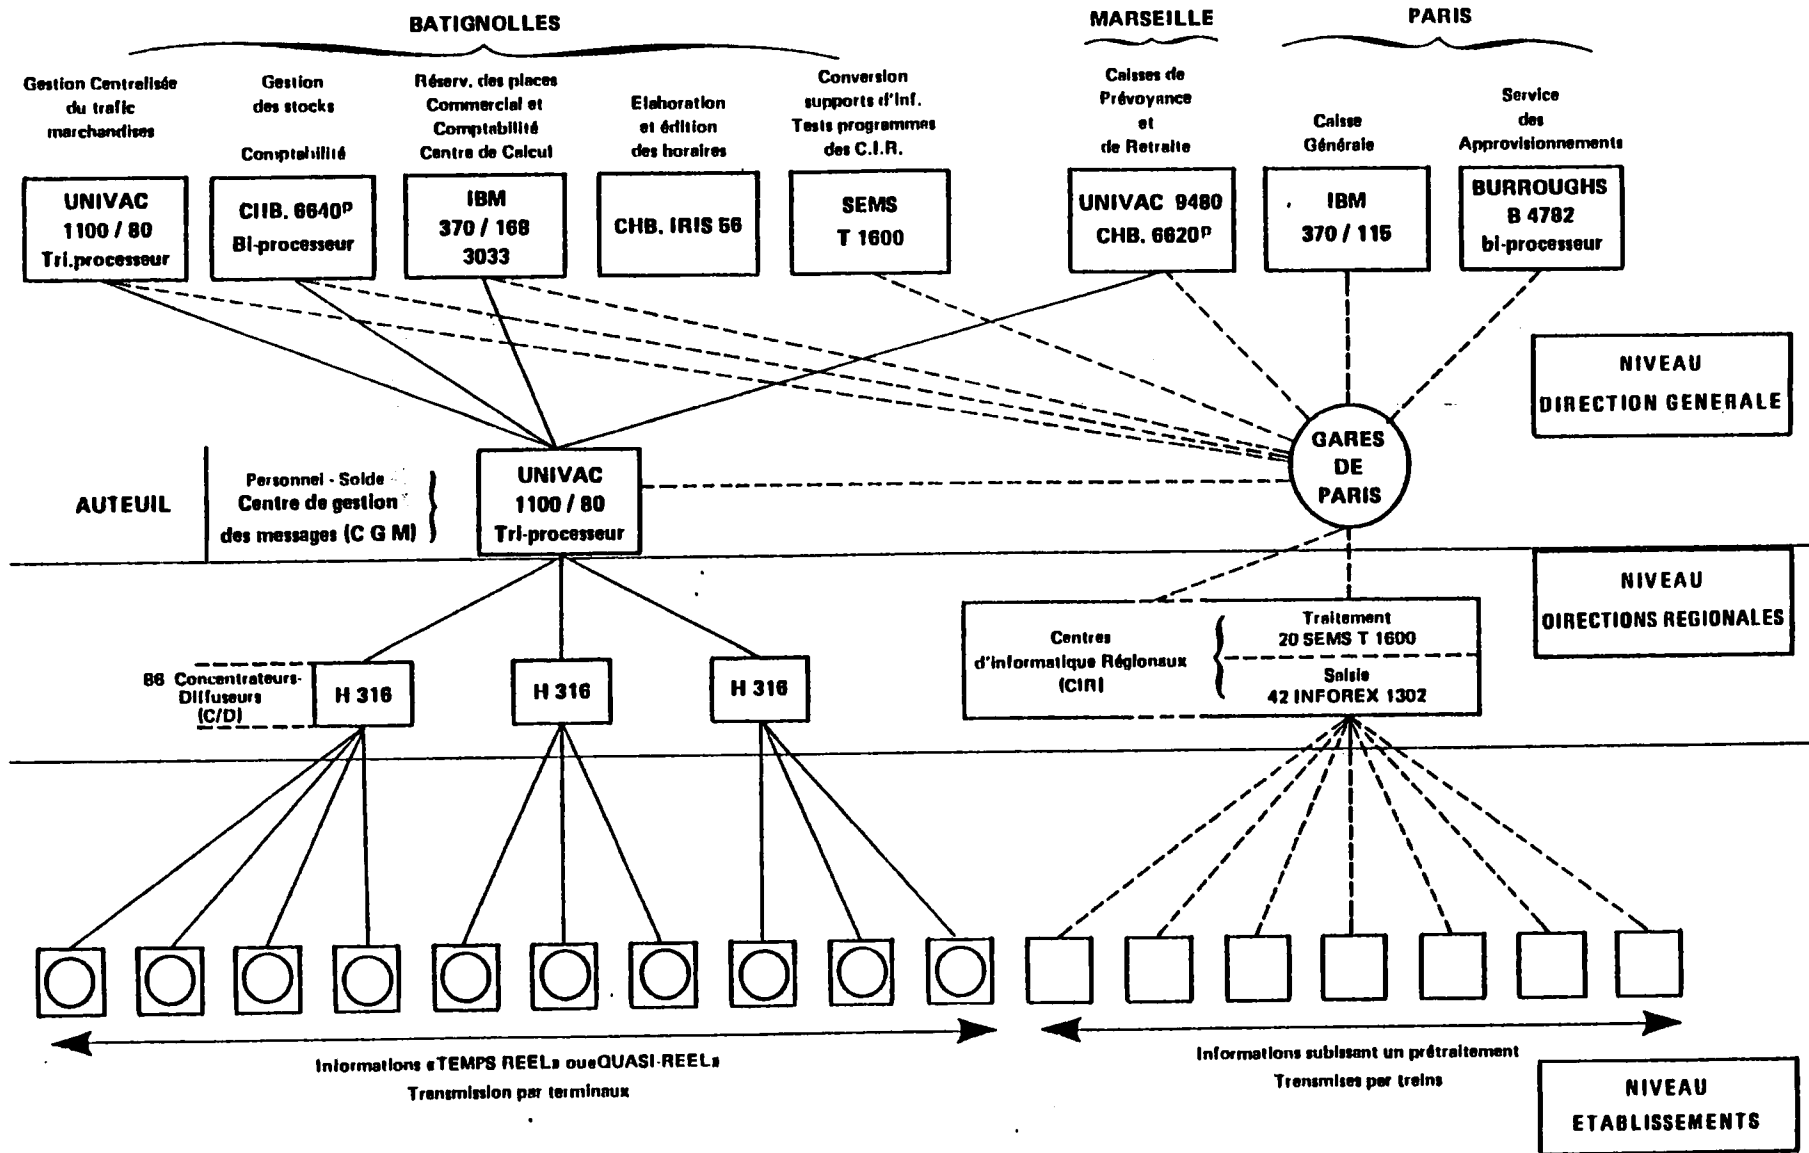 BATIGNOLLES
MARSEILLE
PARIS
Gestion Centralisée
du trafic
marchandises
Gestion
des stocks
Comptabilité
Réserv. des places
Commercial et
Comptabilité
Centre de Calcul
Elaboration
et édition
des horaires
Conversion
supports d'Inf.
Tests programmes
des C.I.R.
Caisses de
Prévoyance
et
de Retraite
Caisse
Générale
Service
des
Approvisionnements
UNIVAC
1100 / 80
Tri.processeur
CHB. 6640P
Bi-processeur
IBM
370 / 168
3033
CHB. IRIS 56
SEMS
T 1600
UNIVAC 9480
CHB. 6620P
IBM
370 / 115
BURROUGHS
B 4782
bi-processeur
NIVEAU
DIRECTION GENERALE
GARES
DE
PARIS
AUTEUIL
Personnel - Solde
Centre de gestion
des messages (C G M)
UNIVAC
1100 / 80
Tri-processeur
NIVEAU
DIRECTIONS REGIONALES
Centres
d'informatique Régionaux
(CIR)
Traitement
20 SEMS T 1600
Saisie
42 INFOREX 1302
86 Concentrateurs-
Diffuseurs
(C/D)
H 316
H 316
H 316
Informations «TEMPS REEL» ou«QUASI-REEL»
Transmission par terminaux
Informations subissant un prétraitement
Transmises par treins
NIVEAU
ETABLISSEMENTS